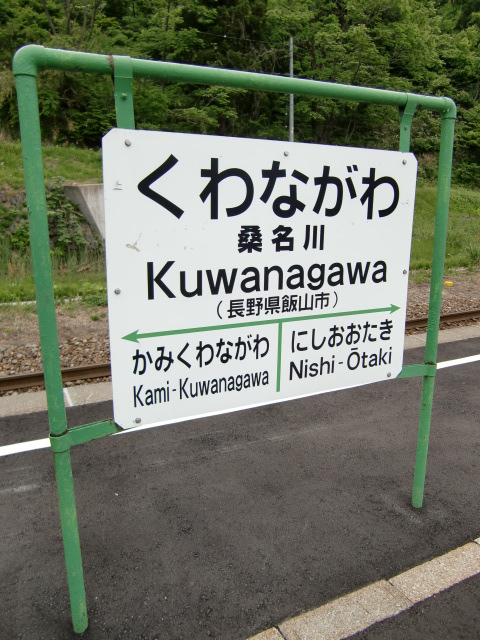 くわながわ
桑名川
Kuwanagawa
（長野県飯山市）
かみくわながわ
Kami-Kuwanagawa
にしおおたき
Nishi-Ōtaki